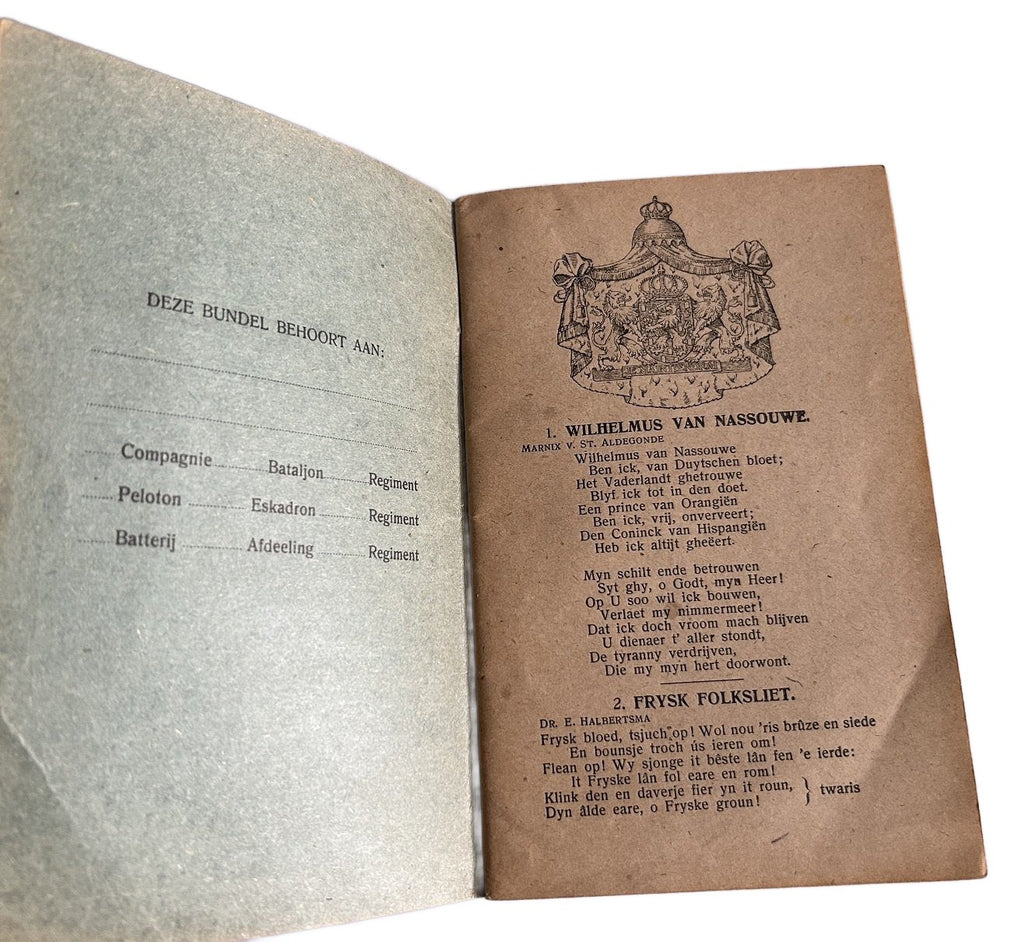 DEZE BUNDEL BEHOORT AAN:
Compagnie Bataljon Regiment
Peloton Eskadron Regiment
Batterij Afdeeling Regiment
1. WILHELMUS VAN NASSOUWE.
MARNIX V. ST. ALDEGONDE
Wilhelmus van Nassouwe
Ben ick, van Duytschen bloet;
Het Vaderlandt ghetrouwe
Blyf ick tot in den doet.
Een prince van Orangiën
Ben ick, vrij, onverveert;
Den Coninck van Hispangiën
Heb ick altijt gheëert.
Myn schilt ende betrouwen
Syt ghy, o Godt, myn Heer!
Op U soo wil ick bouwen,
Verlaet my nimmermeer!
Dat ick doch vroom mach blijven
U dienaer t' aller stondt,
De tyranny verdrijven,
Die my myn hert doorwont.
2. FRYSK FOLKSLIET.
DR. E. HALBERTSMA
Frysk bloed, tsjuch op! Wol nou 'ris brûze en siede
En bounsje troch ús ieren om!
Flean op! Wy sjonge it bêste lân fen 'e ierde:
It Fryske lân fol eare en rom!
Klink den en daverje fier yn it roun, } twaris
Dyn âlde eare, o Fryske groun!